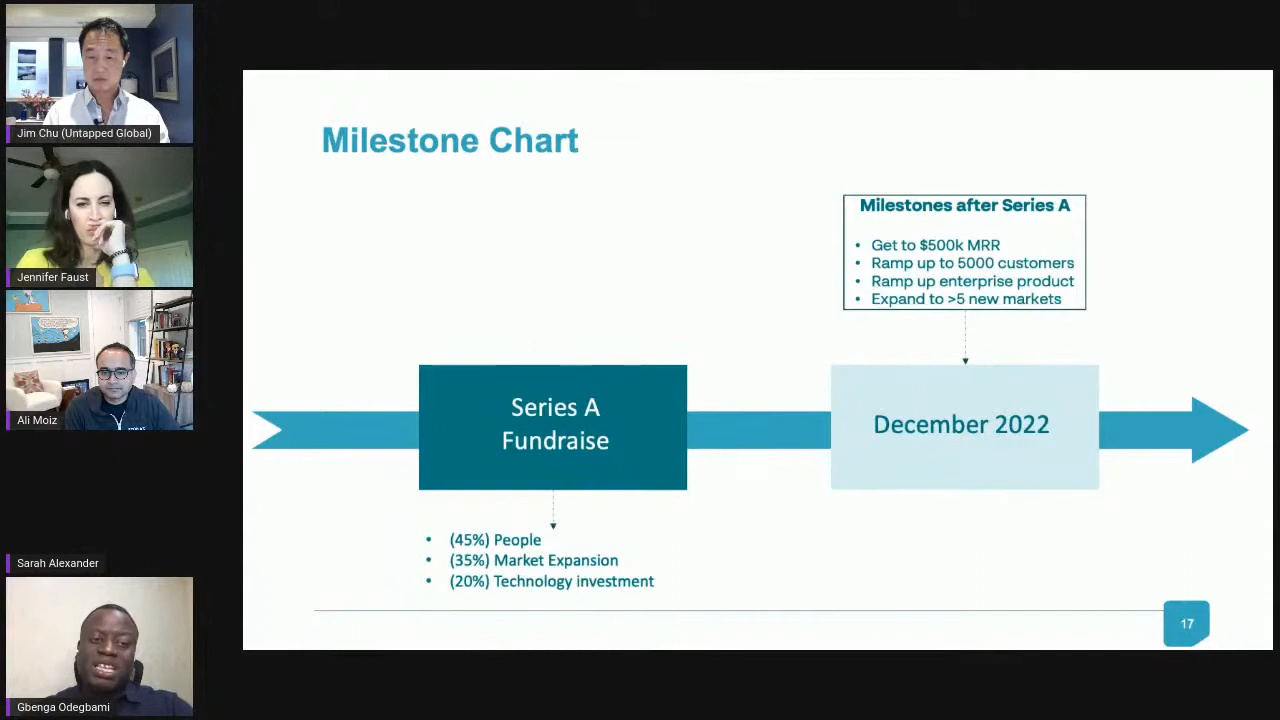 Jim Chu (Untapped Global)
Jennifer Faust
Ali Moiz
Sarah Alexander
Gbenga Odegbami
Milestone Chart
Milestones after Series A
• Get to $500k MRR
• Ramp up to 5000 customers
• Ramp up enterprise product
• Expand to >5 new markets
Series A
Fundraise
December 2022
• (45%) People
• (35%) Market Expansion
• (20%) Technology investment
17